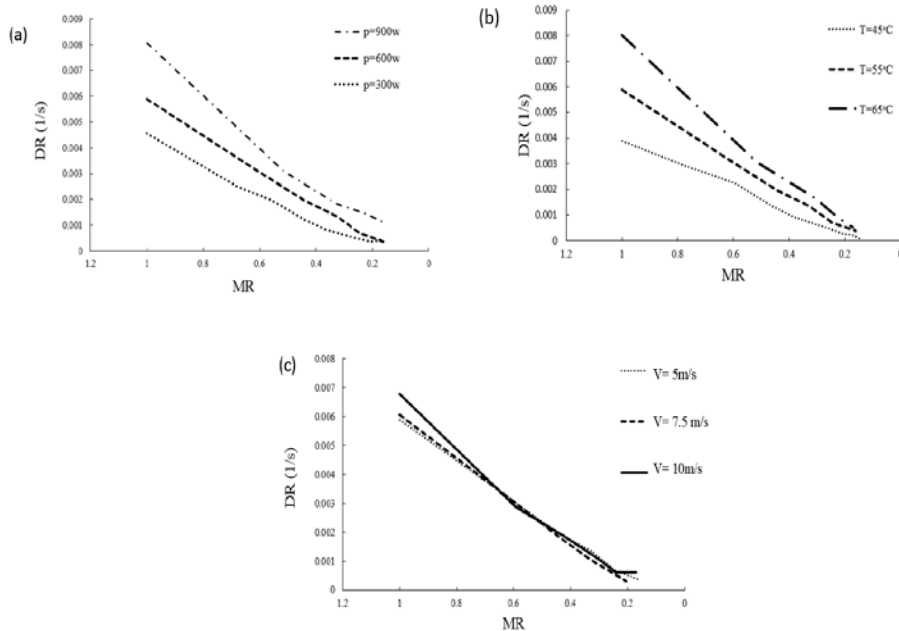 (a)
0.009
0.008
0.007
0.006
0.005
0.004
0.003
0.002
0.001
0
DR (1/s)
1.2 1 0.8 0.6 0.4 0.2 0
MR
p=900w
p=600w
p=300w
(b)
0.009
0.008
0.007
0.006
0.005
0.004
0.003
0.002
0.001
0
DR (1/s)
1.2 1 0.8 0.6 0.4 0.2 0
MR
T=45°C
T=55°C
T=65°C
(c)
0.008
0.007
0.006
0.005
0.004
0.003
0.002
0.001
0
DR (1/s)
1.2 1 0.8 0.6 0.4 0.2 0
MR
V= 5m/s
V= 7.5 m/s
V= 10m/s